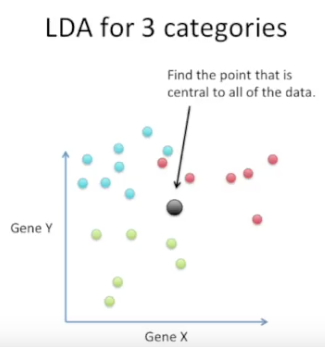 LDA for 3 categories
Find the point that is
central to all of the data.
Gene Y
Gene X